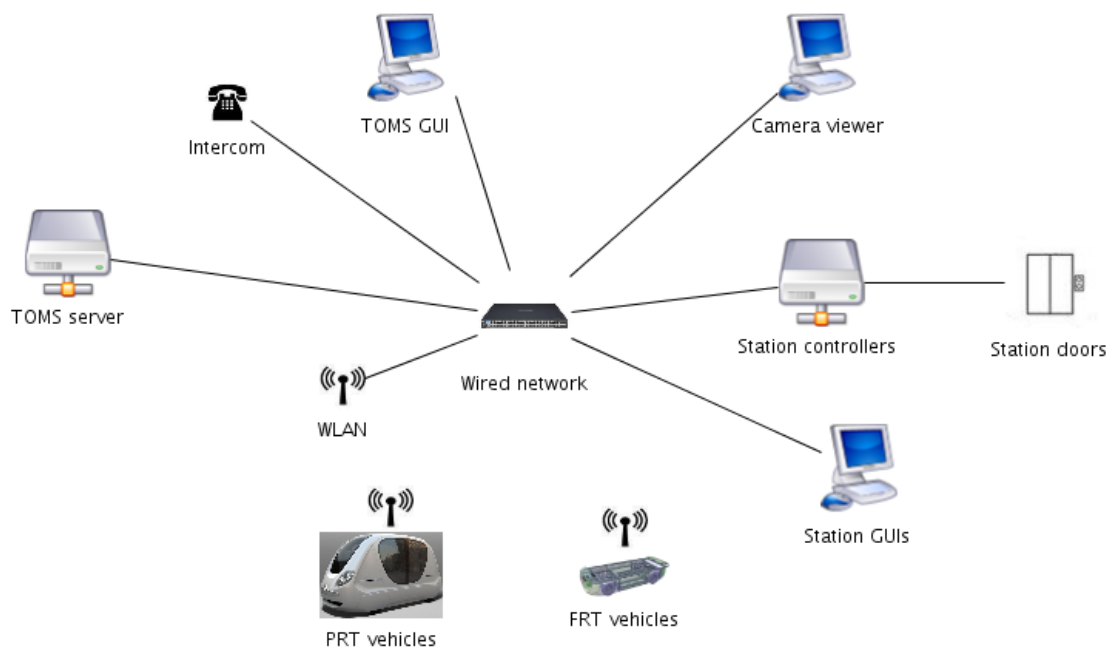 TOMS GUI
Camera viewer
Intercom
TOMS server
Station controllers
Station doors
Wired network
WLAN
Station GUIs
PRT vehicles
FRT vehicles